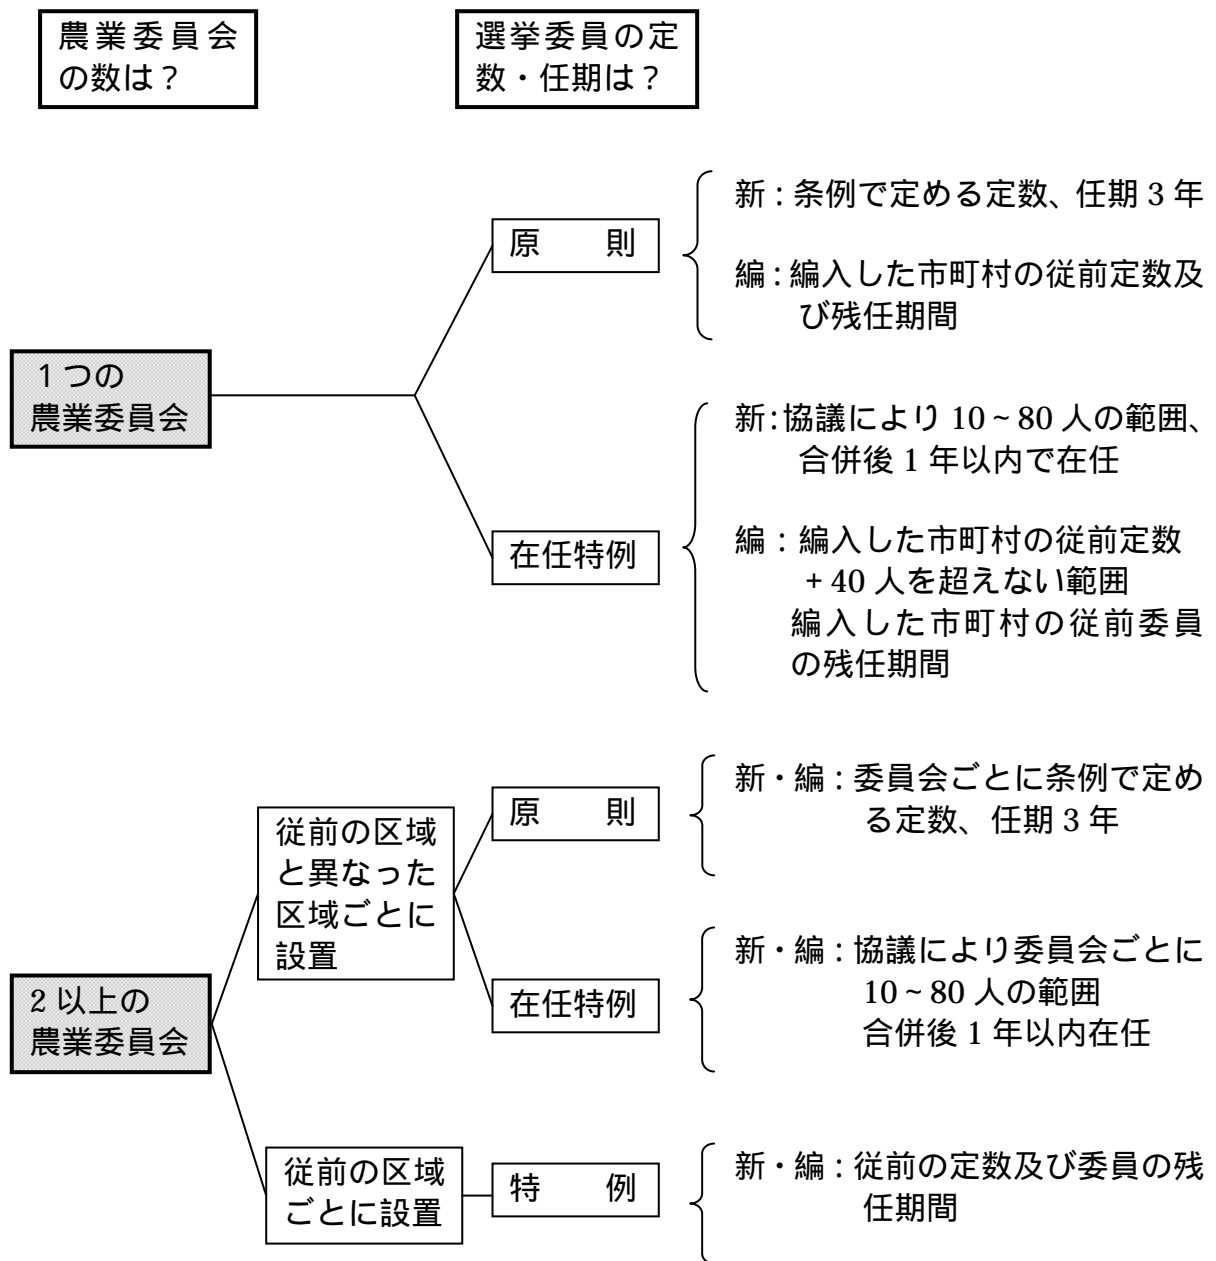 農業委員会
の数は？
選挙委員の定
数・任期は？
新：条例で定める定数、任期 3 年
原　則
編：編入した市町村の従前定数及
び残任期間
１つの
農業委員会
新：協議により 10～80 人の範囲、
合併後 1 年以内で在任
在任特例
編：編入した市町村の従前定数
+ 40 人を超えない範囲
編入した市町村の従前委員
の残任期間
新・編：委員会ごとに条例で定め
る定数、任期 3 年
原　則
従前の区域
と異なった
区域ごとに
設置
新・編：協議により委員会ごとに
10～80 人の範囲
合併後 1 年以内在任
在任特例
2 以上の
農業委員会
従前の区域
ごとに設置
特　例
新・編：従前の定数及び委員の残
任期間